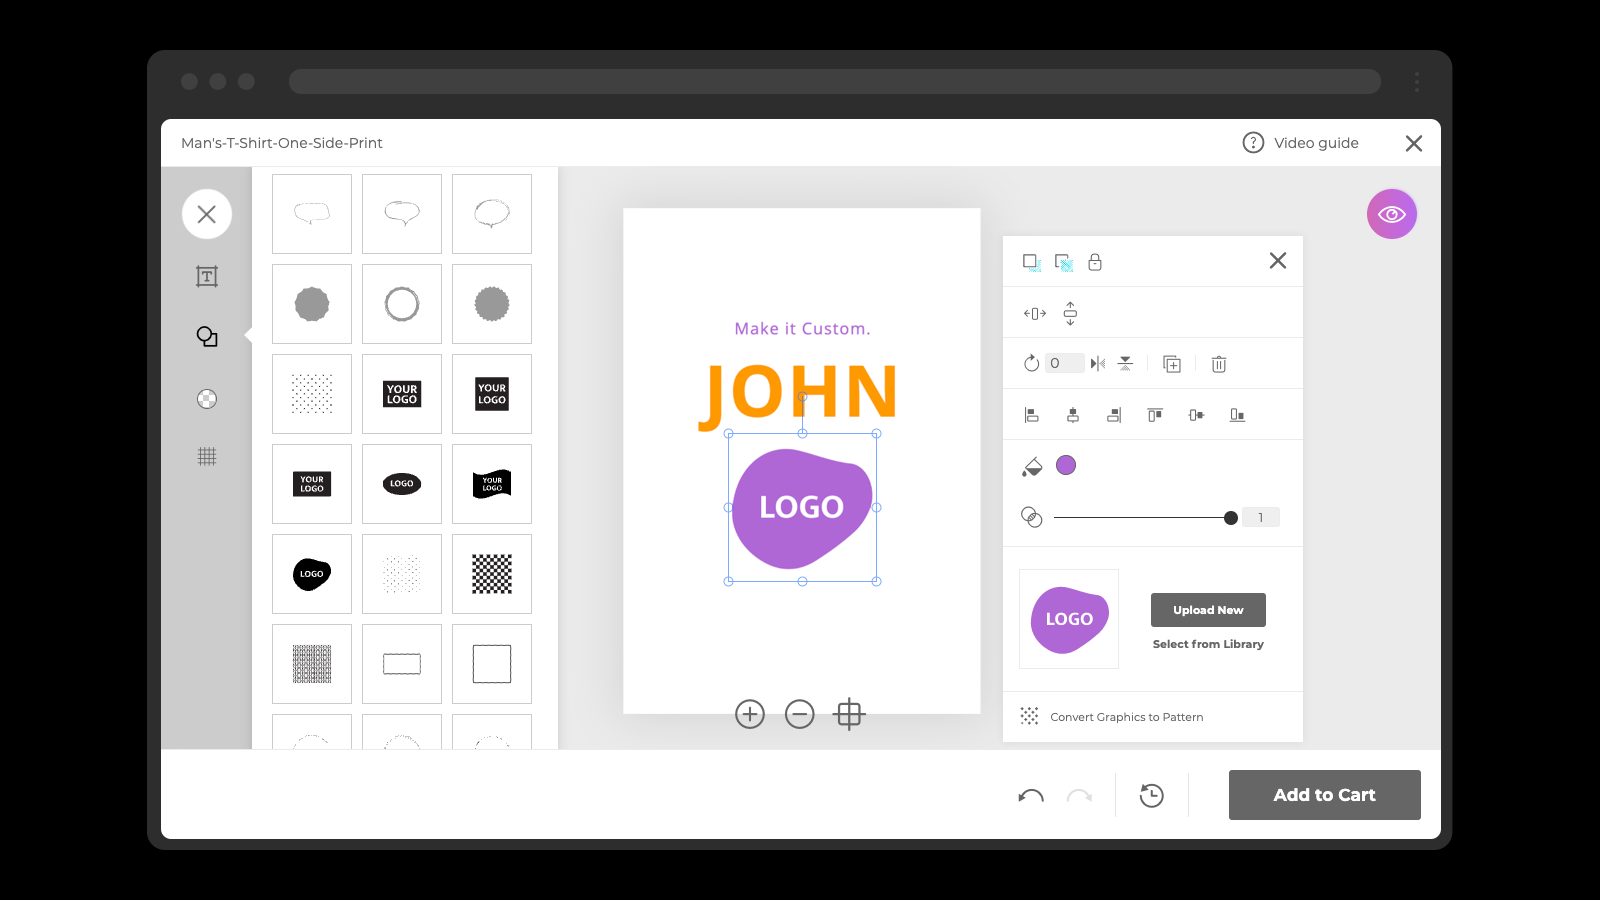 Man's-T-Shirt-One-Side-Print
? Video guide
YOUR
LOGO
YOUR
LOGO
YOUR
LOGO
LOGO
YOUR
LOGO
LOGO
Make it Custom.
JOHN
LOGO
T
0
1
LOGO
Upload New
Select from Library
Convert Graphics to Pattern
Add to Cart